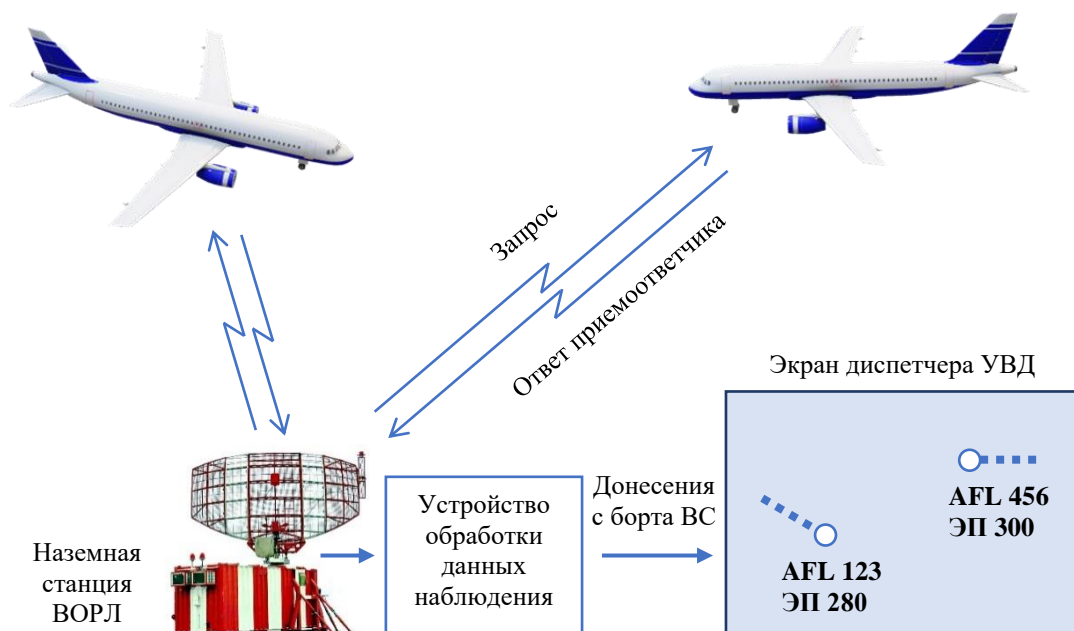 Запрос
Ответ приемоответчика
Экран диспетчера УВД
Наземная
станция
ВОРЛ
Устройство
обработки
данных
наблюдения
Донесения
с борта ВС
AFL 456
ЭП 300
AFL 123
ЭП 280